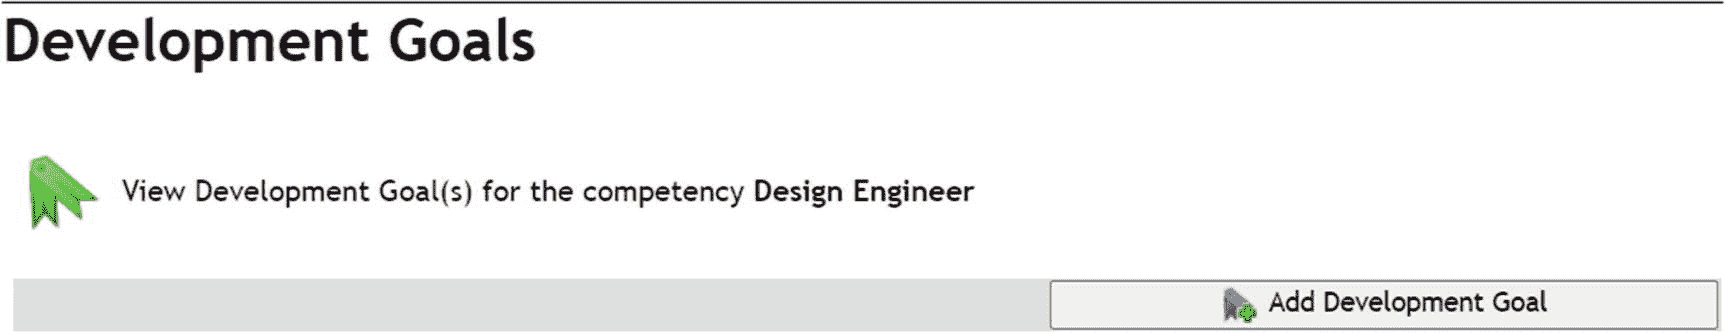 Development Goals
View Development Goal(s) for the competency Design Engineer
Add Development Goal